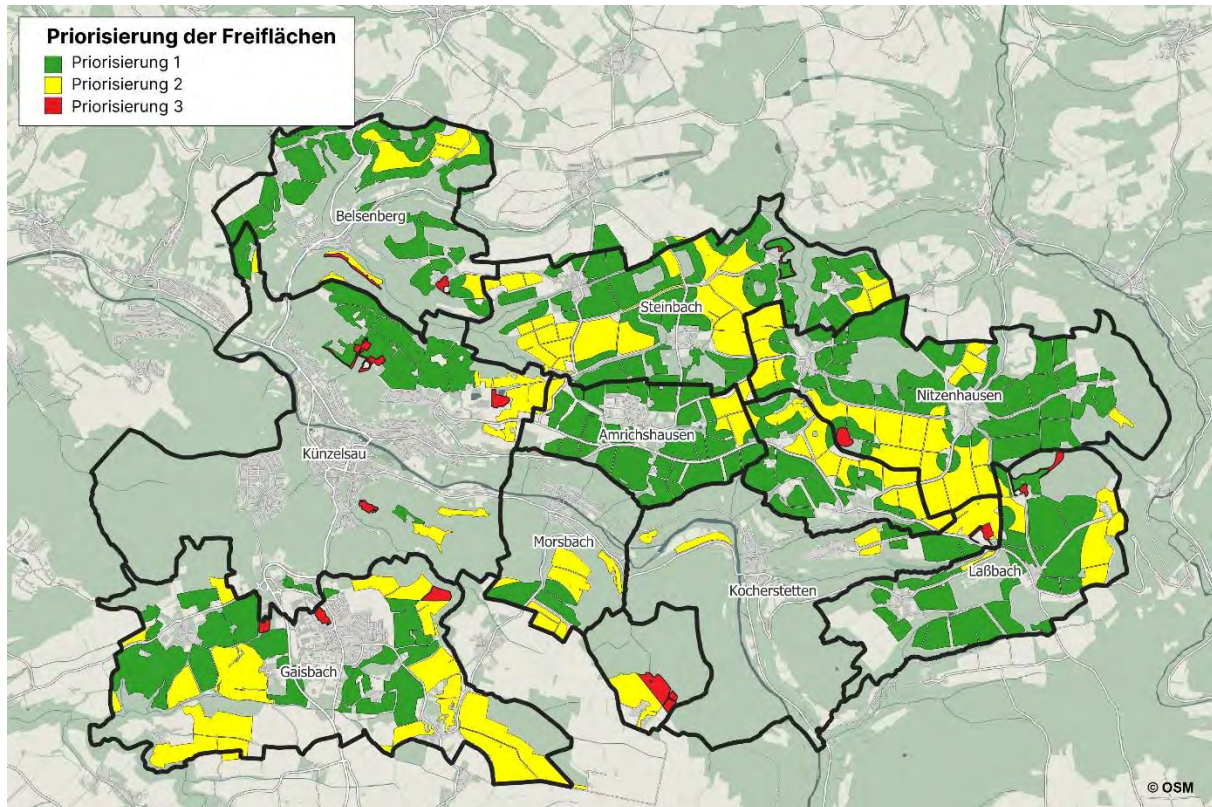 Priorisierung der Freiflächen
Priorisierung 1
Priorisierung 2
Priorisierung 3
Belsenberg
Steinbach
Nitzenhausen
Amrichshausen
Künzelsau
Morsbach
Laßbach
Kocherstetten
Gaisbach
© OSM